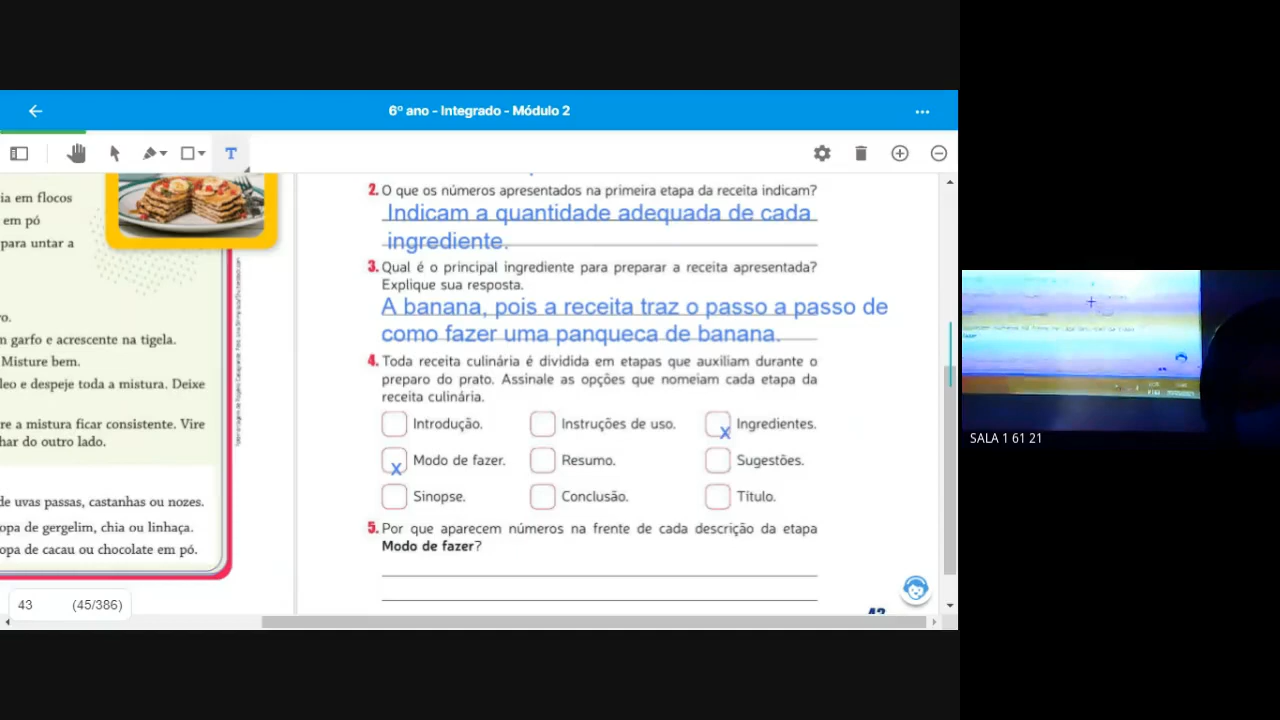 6º ano - Integrado - Módulo 2
T
ia em flocos
em pó
para untar a
o.
m garfo e acrescente na tigela.
Misture bem.
leo e despeje toda a mistura. Deixe
re a mistura ficar consistente. Vire
har do outro lado.
de uvas passas, castanhas ou nozes.
opa de gergelim, chia ou linhaça.
opa de cacau ou chocolate em pó.
43 (45/386)
2. O que os números apresentados na primeira etapa da receita indicam?
Indicam a quantidade adequada de cada
ingrediente.
3. Qual é o principal ingrediente para preparar a receita apresentada?
Explique sua resposta.
A banana, pois a receita traz o passo a passo de
como fazer uma panqueca de banana.
4. Toda receita culinária é dividida em etapas que auxiliam durante o
preparo do prato. Assinale as opções que nomeiam cada etapa da
receita culinária.
Introdução. Instruções de uso. x Ingredientes.
x Modo de fazer. Resumo. Sugestões.
Sinopse. Conclusão. Título.
5. Por que aparecem números na frente de cada descrição da etapa
Modo de fazer?
SALA 1 61 21